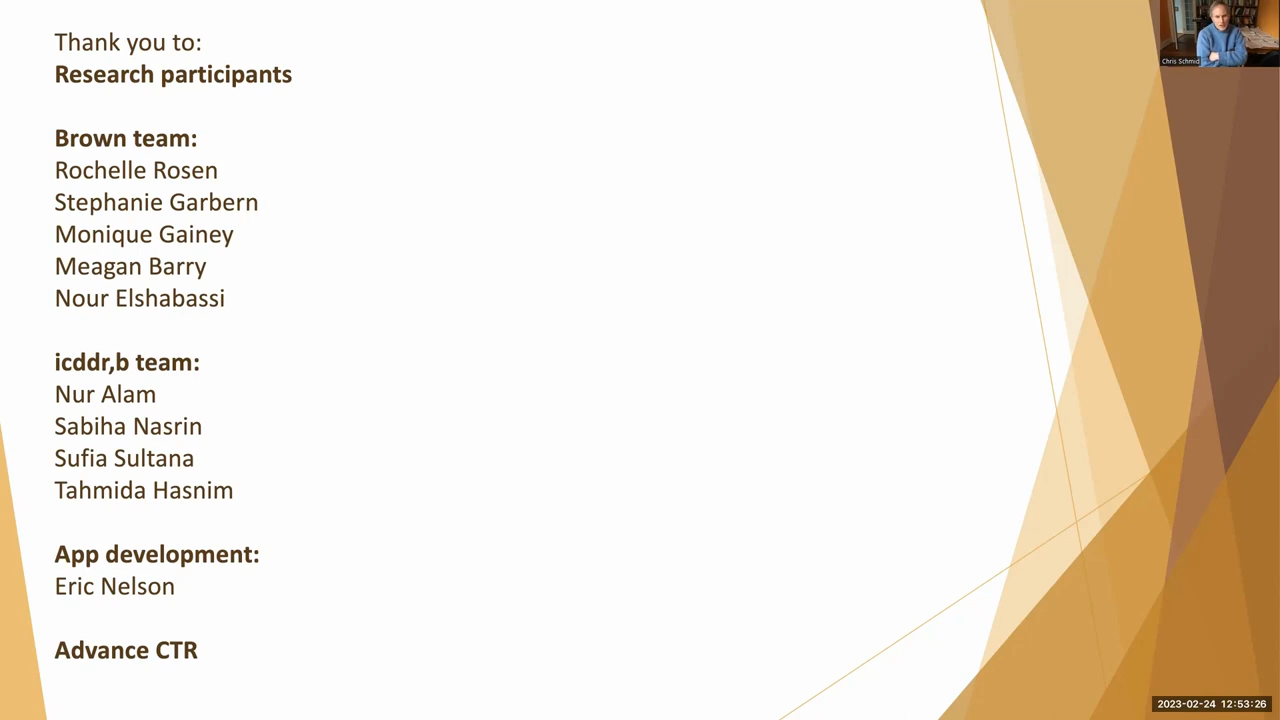 Thank you to:
Research participants
Brown team:
Rochelle Rosen
Stephanie Garbern
Monique Gainey
Meagan Barry
Nour Elshabassi
icddr,b team:
Nur Alam
Sabiha Nasrin
Sufia Sultana
Tahmida Hasnim
App development:
Eric Nelson
Advance CTR
Chris Schmid
2023-02-24 12:53:26